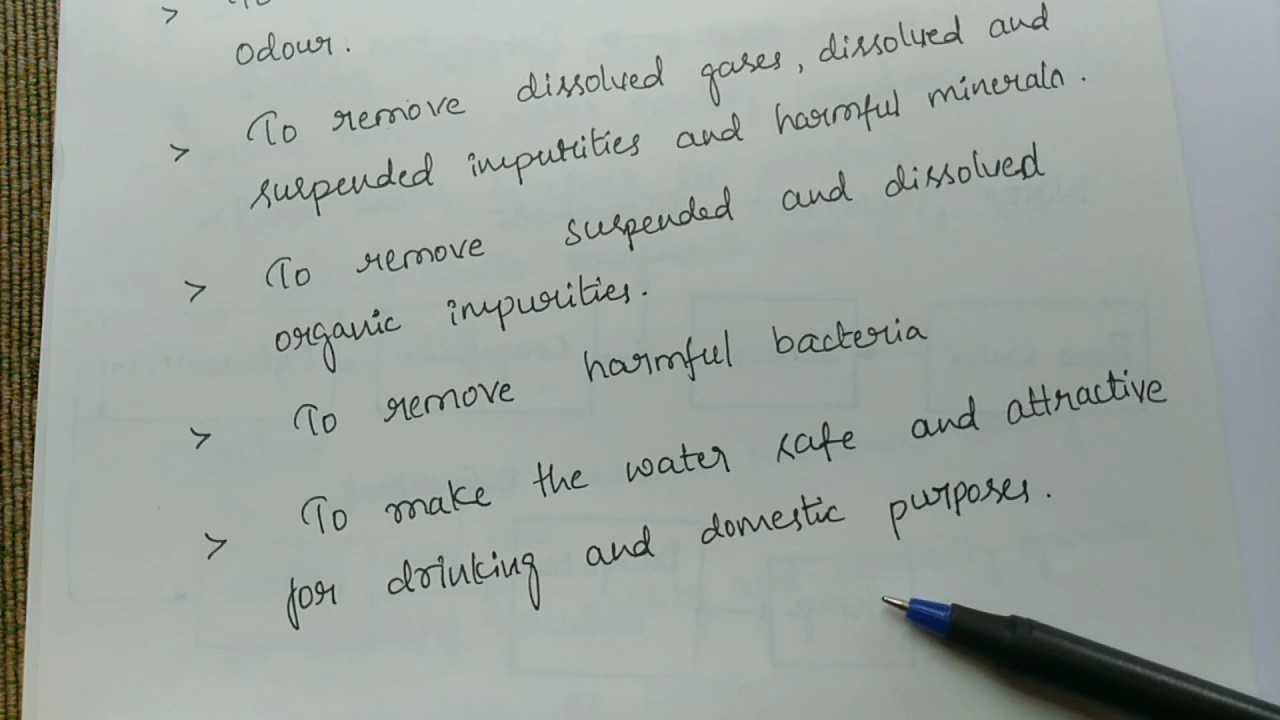 > To
odour.
> To remove dissolved gases, dissolved and
suspended impurities and harmful minerals.
> To remove suspended and dissolved
organic impurities.
> To remove harmful bacteria
> To make the water safe and attractive
for drinking and domestic purposes.